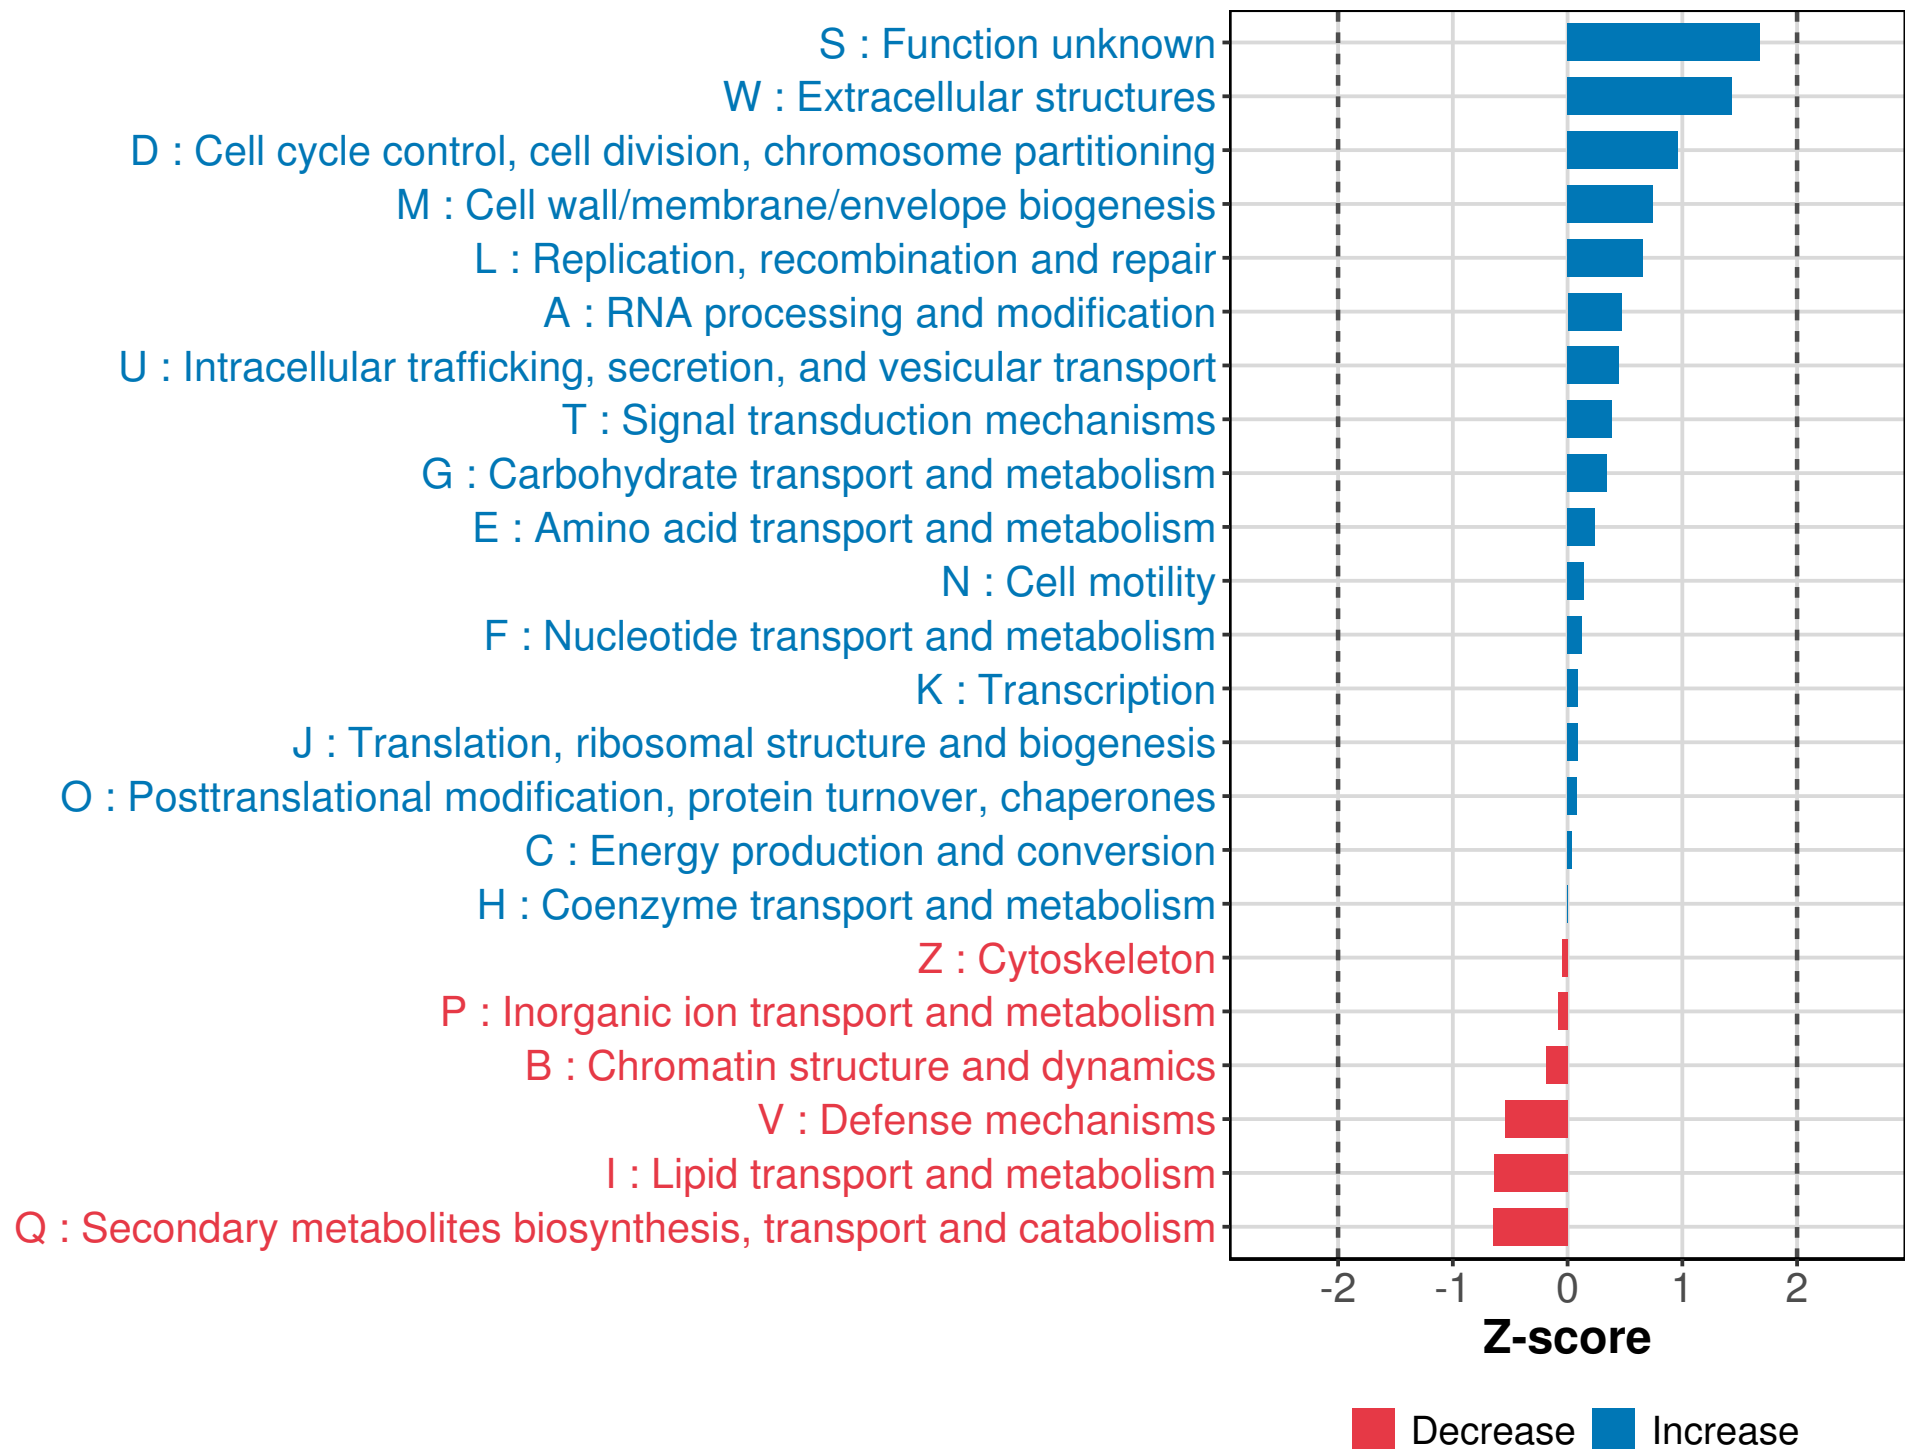 S : Function unknown
W : Extracellular structures
D : Cell cycle control, cell division, chromosome partitioning
M : Cell wall/membrane/envelope biogenesis
L : Replication, recombination and repair
A : RNA processing and modification
U : Intracellular trafficking, secretion, and vesicular transport
T : Signal transduction mechanisms
G : Carbohydrate transport and metabolism
E : Amino acid transport and metabolism
N : Cell motility
F : Nucleotide transport and metabolism
K : Transcription
J : Translation, ribosomal structure and biogenesis
O : Posttranslational modification, protein turnover, chaperones
C : Energy production and conversion
H : Coenzyme transport and metabolism
Z : Cytoskeleton
P : Inorganic ion transport and metabolism
B : Chromatin structure and dynamics
V : Defense mechanisms
I : Lipid transport and metabolism
Q : Secondary metabolites biosynthesis, transport and catabolism
-2 -1 0 1 2
Z-score
Decrease Increase